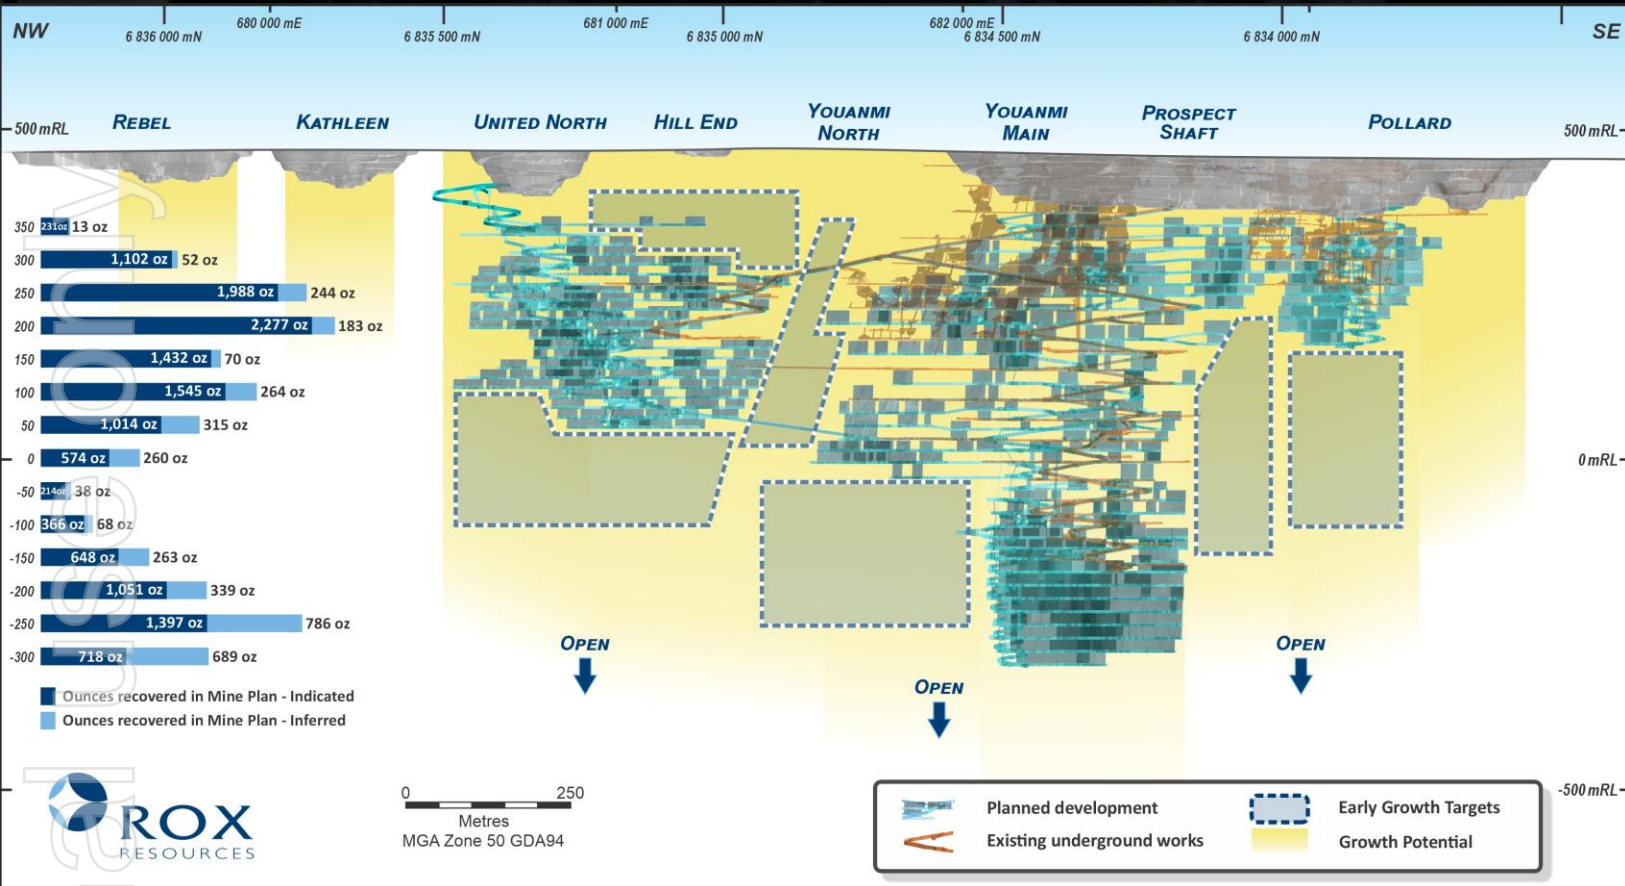 NW
680 000 mE
681 000 mE
682 000 mE
SE
6 836 000 mN
6 835 500 mN
6 835 000 mN
6 834 500 mN
6 834 000 mN
500 mRL
REBEL
KATHLEEN
UNITED NORTH
HILL END
YOUANMI
NORTH
YOUANMI
MAIN
PROSPECT
SHAFT
POLLARD
500 mRL
350 231oz 13 oz
300 1,102 oz 52 oz
250 1,988 oz 244 oz
200 2,277 oz 183 oz
150 1,432 oz 70 oz
100 1,545 oz 264 oz
50 1,014 oz 315 oz
0 574 oz 260 oz
0 mRL
-50 214oz 38 oz
-100 366 oz 68 oz
-150 648 oz 263 oz
-200 1,051 oz 339 oz
-250 1,397 oz 786 oz
-300 718 oz 689 oz
OPEN
OPEN
OPEN
Ounces recovered in Mine Plan - Indicated
Ounces recovered in Mine Plan - Inferred
ROX
RESOURCES
0 250
Metres
MGA Zone 50 GDA94
-500 mRL
Planned development
Early Growth Targets
Existing underground works
Growth Potential
use only